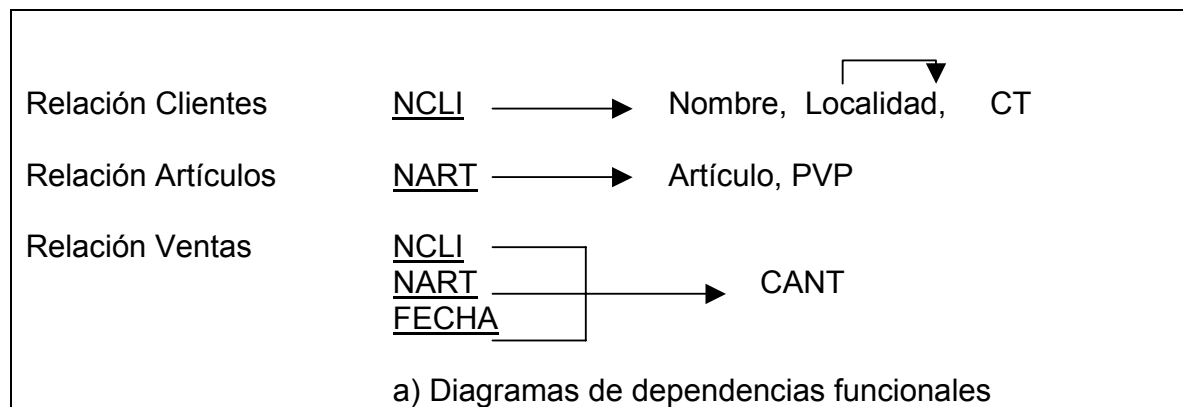 Relación Clientes NCLI Nombre, Localidad, CT
Relación Artículos NART Artículo, PVP
Relación Ventas NCLI
NART CANT
FECHA
a) Diagramas de dependencias funcionales